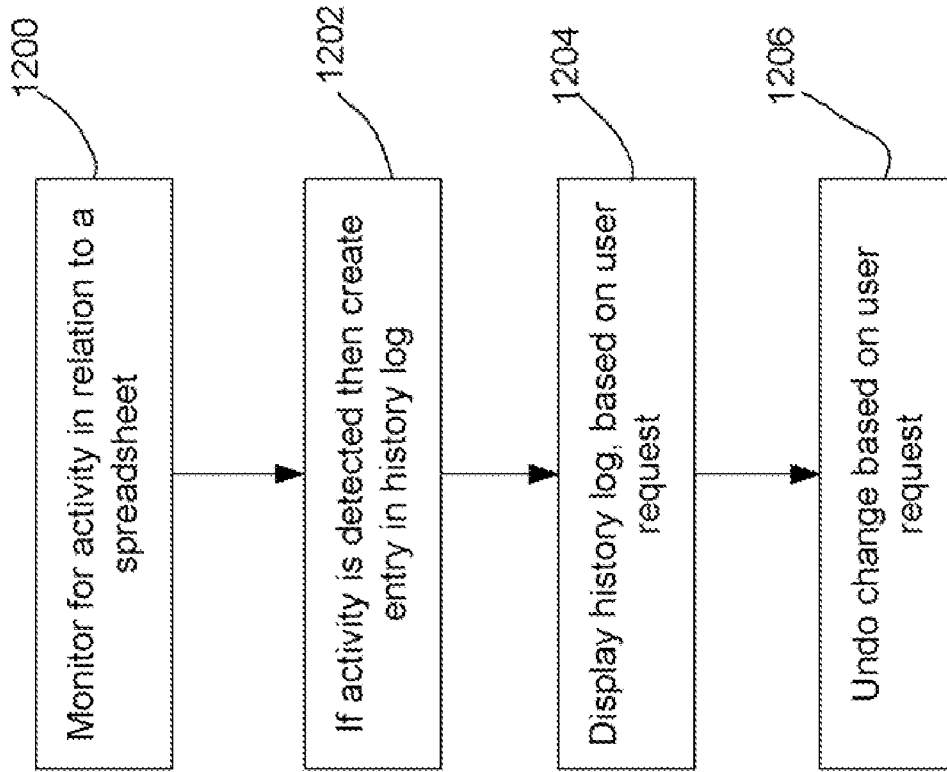 Monitor for activity in relation to a
spreadsheet
1200
If activity is detected then create
entry in history log
1202
Display history log, based on user
request
1204
Undo change based on user
request
1206